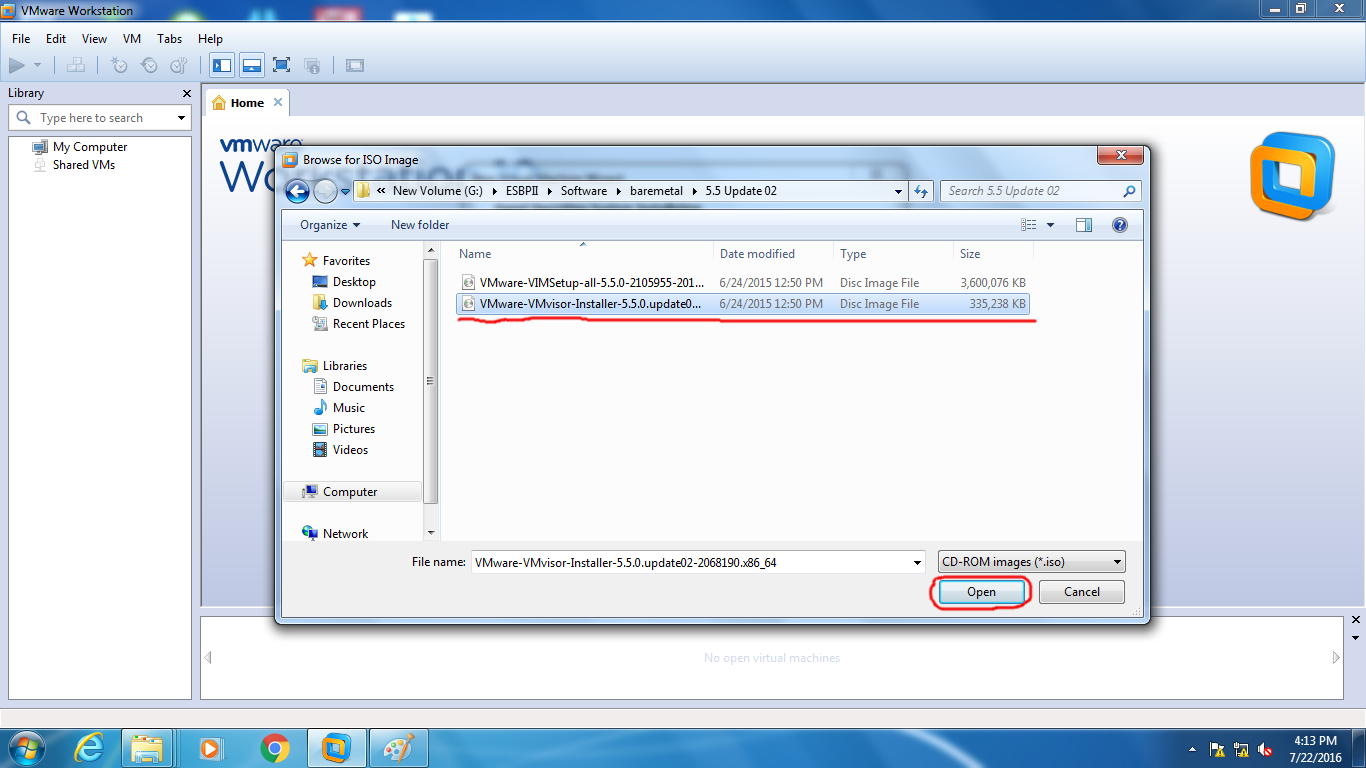 VMware Workstation
File Edit View VM Tabs Help
Library
Type here to search
My Computer
Shared VMs
Home
vmware
Browse for ISO Image
« New Volume (G:) ESBPII Software baremetal 5.5 Update 02
Search 5.5 Update 02
Organize New folder
Name Date modified Type Size
VMware-VIMSetup-all-5.5.0-2105955-201... 6/24/2015 12:50 PM Disc Image File 3,600,076 KB
VMware-VMvisor-Installer-5.5.0.update0... 6/24/2015 12:50 PM Disc Image File 335,238 KB
Favorites
Desktop
Downloads
Recent Places
Libraries
Documents
Music
Pictures
Videos
Computer
Network
File name: VMware-VMvisor-Installer-5.5.0.update02-2068190.x86_64
CD-ROM images (*.iso)
Open Cancel
No open virtual machines
4:13 PM
7/22/2016